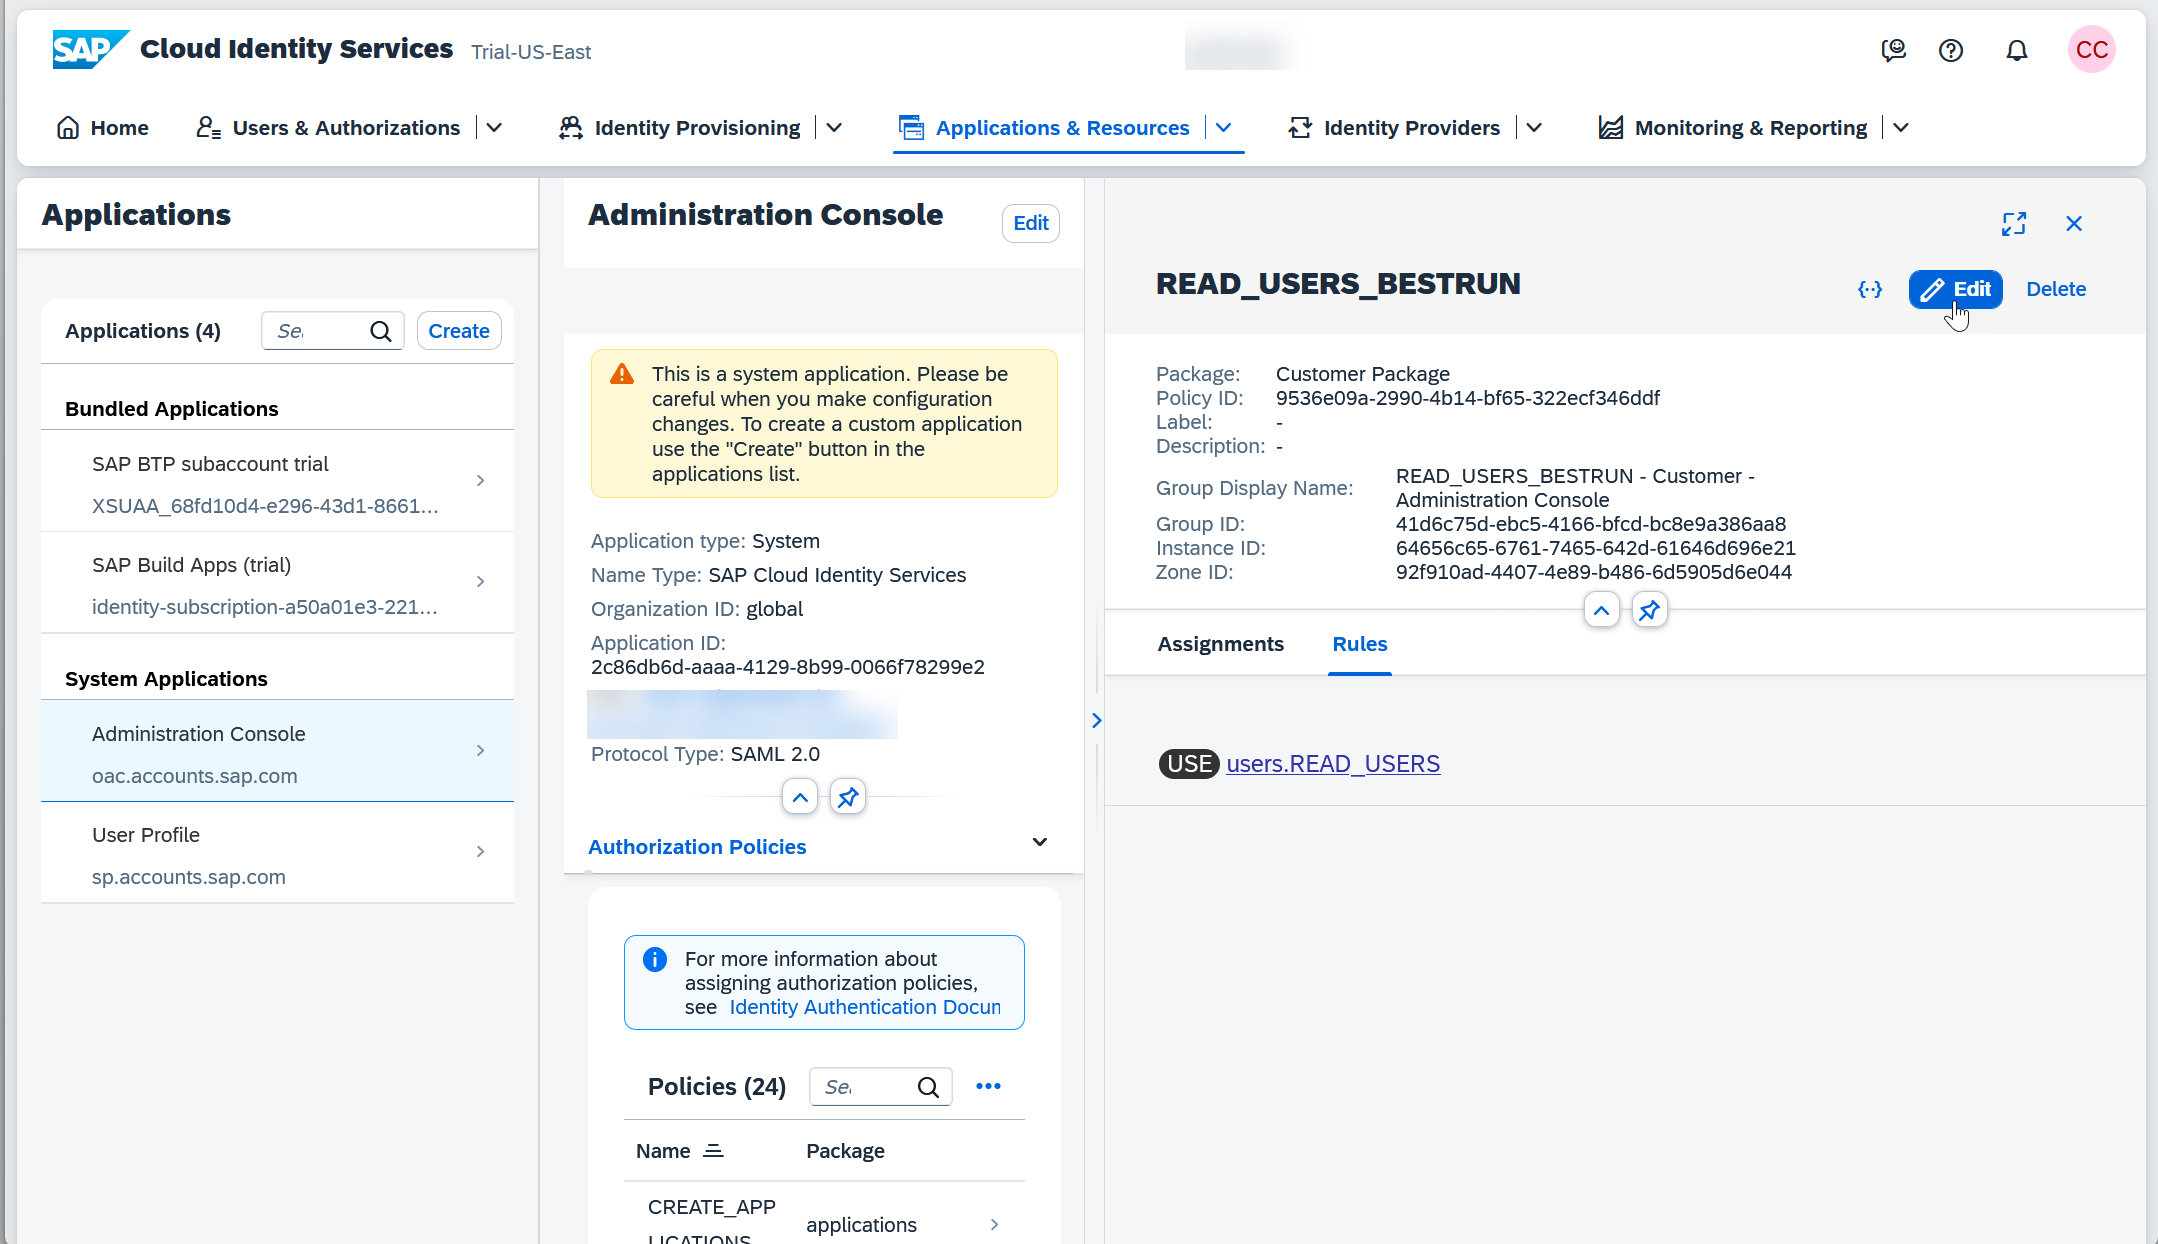 SAP Cloud Identity Services Trial-US-East
CC
Home
Users & Authorizations
Identity Provisioning
Applications & Resources
Identity Providers
Monitoring & Reporting
Applications
Applications (4)
Create
Bundled Applications
SAP BTP subaccount trial
XSUAA_68fd10d4-e296-43d1-8661...
SAP Build Apps (trial)
identity-subscription-a50a01e3-221...
System Applications
Administration Console
oac.accounts.sap.com
User Profile
sp.accounts.sap.com
Administration Console
Edit
This is a system application. Please be
careful when you make configuration
changes. To create a custom application
use the "Create" button in the
applications list.
Application type: System
Name Type: SAP Cloud Identity Services
Organization ID: global
Application ID:
2c86db6d-aaaa-4129-8b99-0066f78299e2
Protocol Type: SAML 2.0
Authorization Policies
For more information about
assigning authorization policies,
see Identity Authentication Docun
Policies (24)
Name
Package
CREATE_APP
LICATIONS
applications
READ_USERS_BESTRUN
Edit
Delete
Package: Customer Package
Policy ID: 9536e09a-2990-4b14-bf65-322ecf346ddf
Label: -
Description: -
Group Display Name: READ_USERS_BESTRUN - Customer -
Administration Console
Group ID: 41d6c75d-ebc5-4166-bfcd-bc8e9a386aa8
Instance ID: 64656c65-6761-7465-642d-61646d696e21
Zone ID: 92f910ad-4407-4e89-b486-6d5905d6e044
Assignments
Rules
USE users.READ_USERS